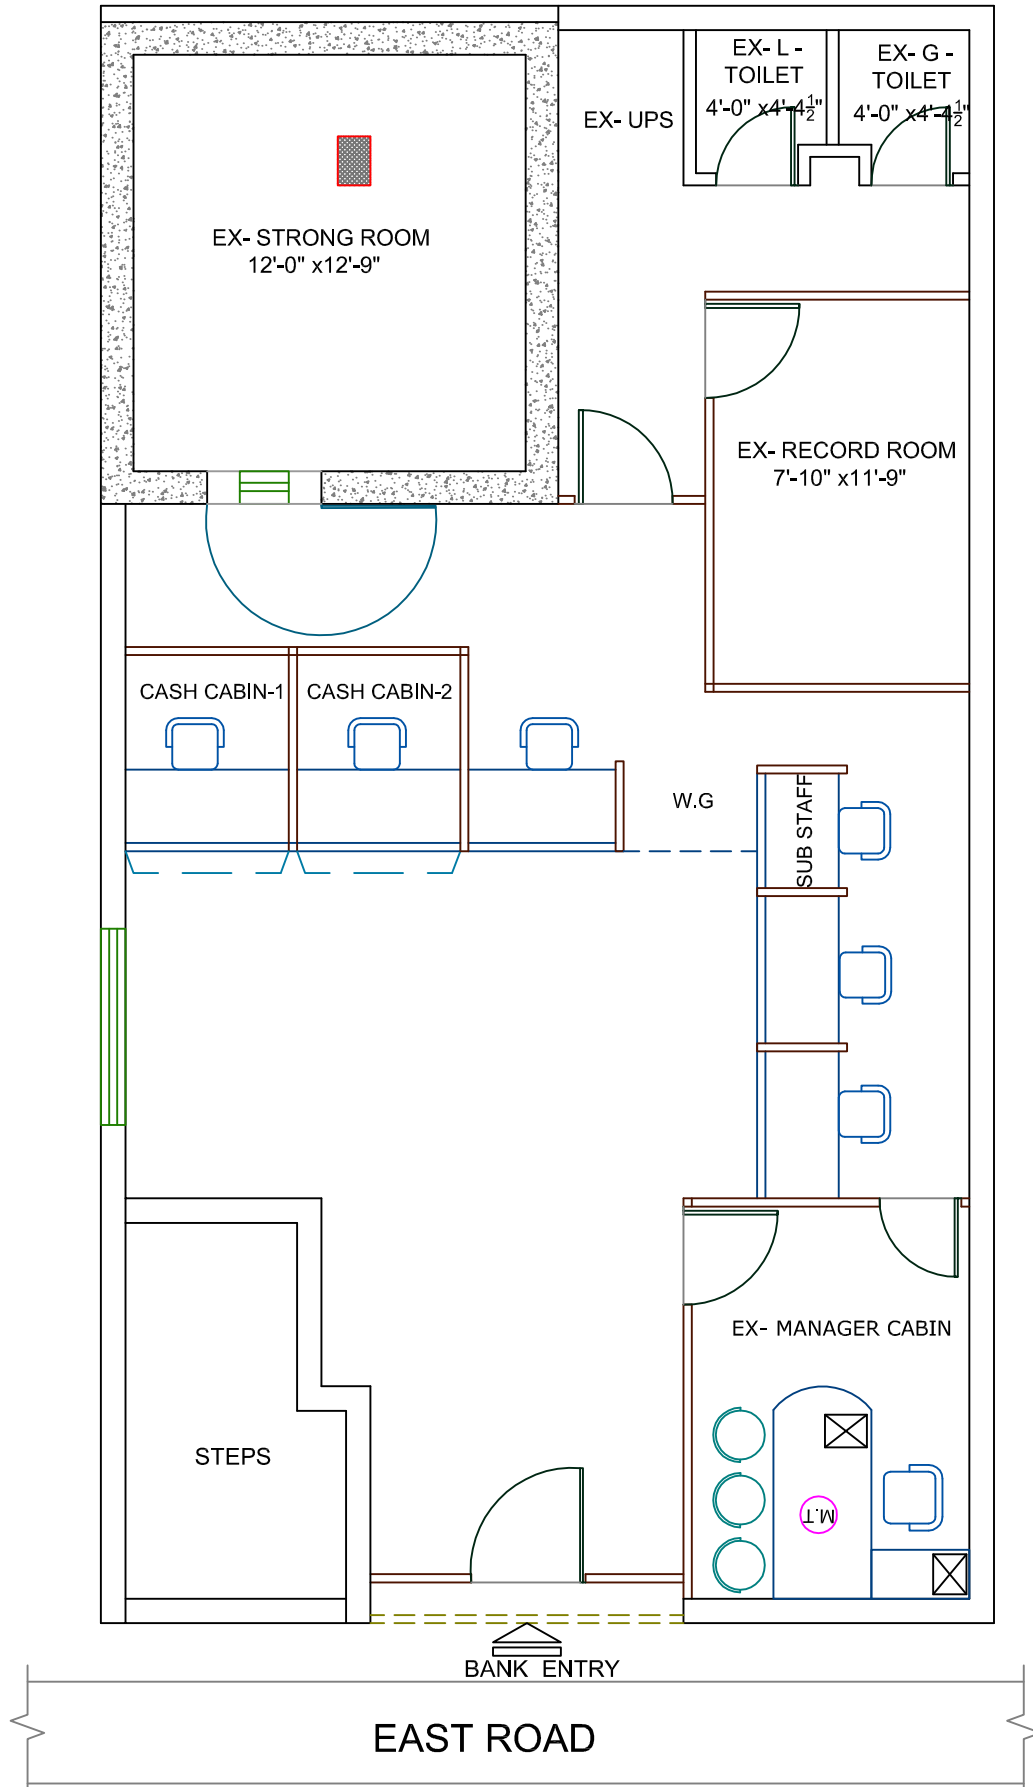 EX- L -
TOILET
4'-0" x4'-4½"
EX- G -
TOILET
4'-0" x4'-4½"
EX- UPS
EX- STRONG ROOM
12'-0" x12'-9"
EX- RECORD ROOM
7'-10" x11'-9"
CASH CABIN-1
CASH CABIN-2
W.G
SUB STAFF
EX- MANAGER CABIN
STEPS
M.T
BANK ENTRY
EAST ROAD